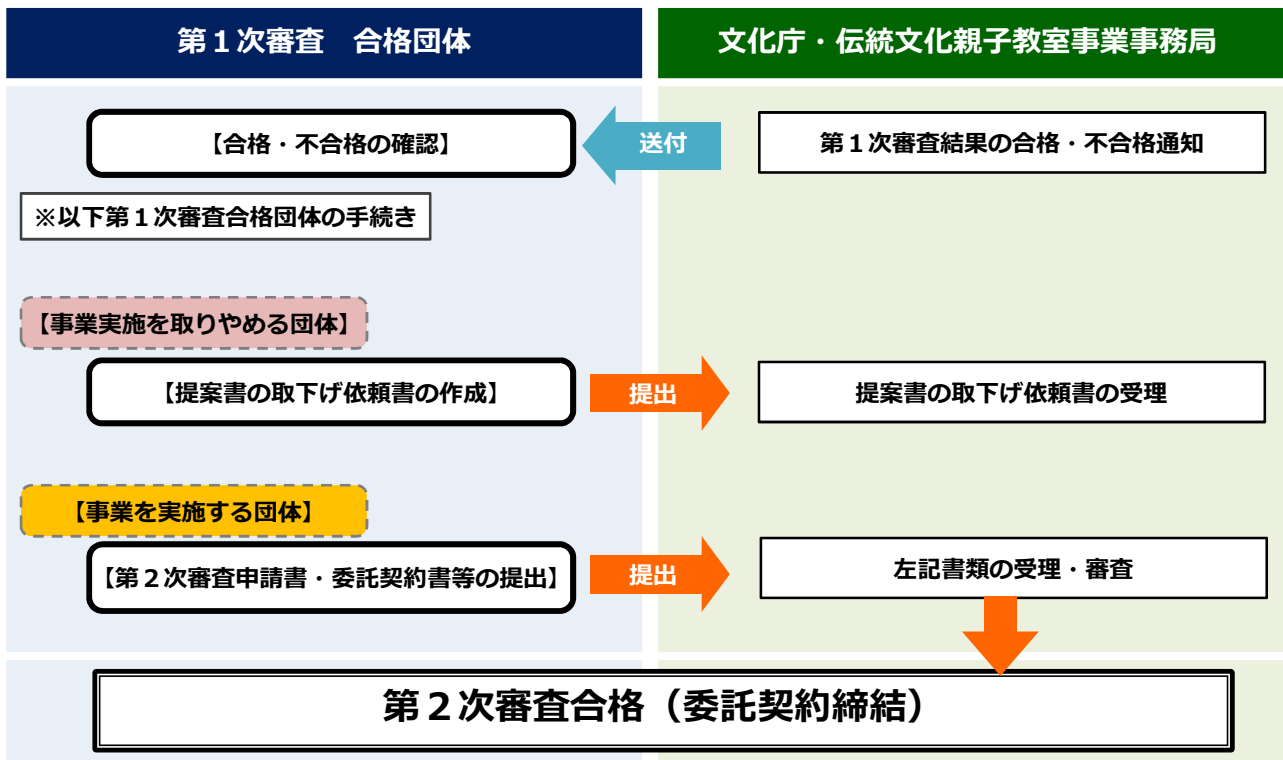 第１次審査　合格団体
文化庁・伝統文化親子教室事業事務局
【合格・不合格の確認】
送付
第１次審査結果の合格・不合格通知
※以下第１次審査合格団体の手続き
【事業実施を取りやめる団体】
【提案書の取下げ依頼書の作成】
提出
提案書の取下げ依頼書の受理
【事業を実施する団体】
【第２次審査申請書・委託契約書等の提出】
提出
左記書類の受理・審査
第２次審査合格（委託契約締結）